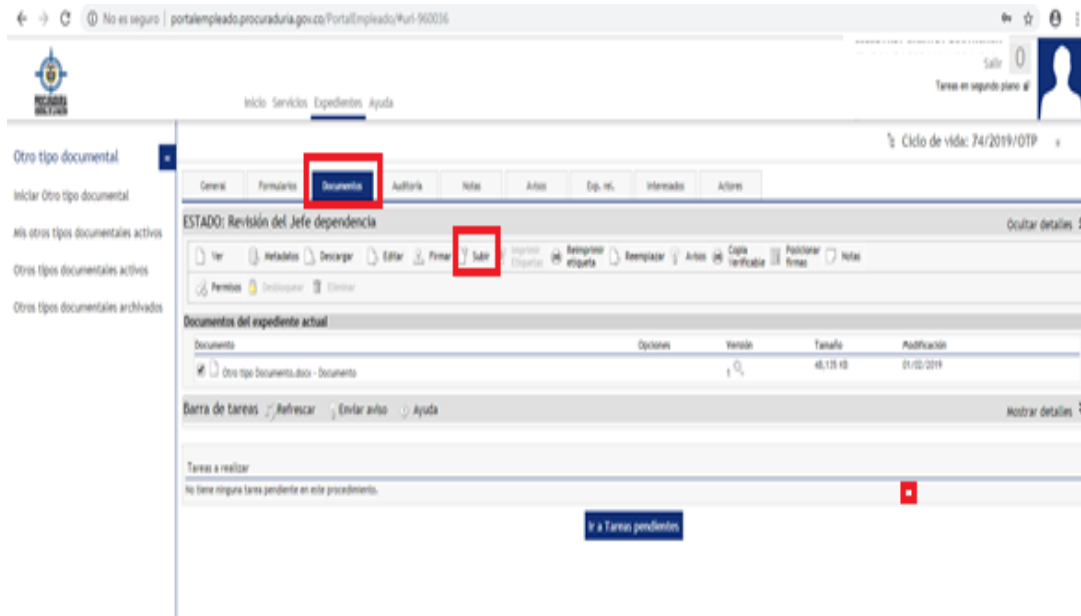 No es seguro | portalempleado.procuraduria.gov.co/PortalEmpleado/#url-960036
Salir 0
Tareas en segundo plano
PROCURADURIA
GENERAL DE LA NACION
Inicio Servicios Expedientes Ayuda
Ciclo de vida: 74/2019/OTP
Otro tipo documental
Iniciar Otro tipo documental
Mis otros tipos documentales activos
Otros tipos documentales activos
Otros tipos documentales archivados
General Formularios Documentos Auditoría Notas Avisos Exp. rel. Interesados Actores
ESTADO: Revisión del Jefe dependencia Ocultar detalles
Ver Metadatos Descargar Editar Firmar Subir Imprimir Etiquetas Reimprimir etiqueta Reemplazar Avisos Copia Verificable Posicionar firmas Notas
Permisos Desbloquear Eliminar
Documentos del expediente actual
Documento Opciones Versión Tamaño Modificación
Otro tipo Documento.docx - Documento 1 48,135 KB 01/02/2019
Barra de tareas Refrescar Enviar aviso Ayuda Mostrar detalles
Tareas a realizar
No tiene ninguna tarea pendiente en este procedimiento.
Ir a Tareas pendientes